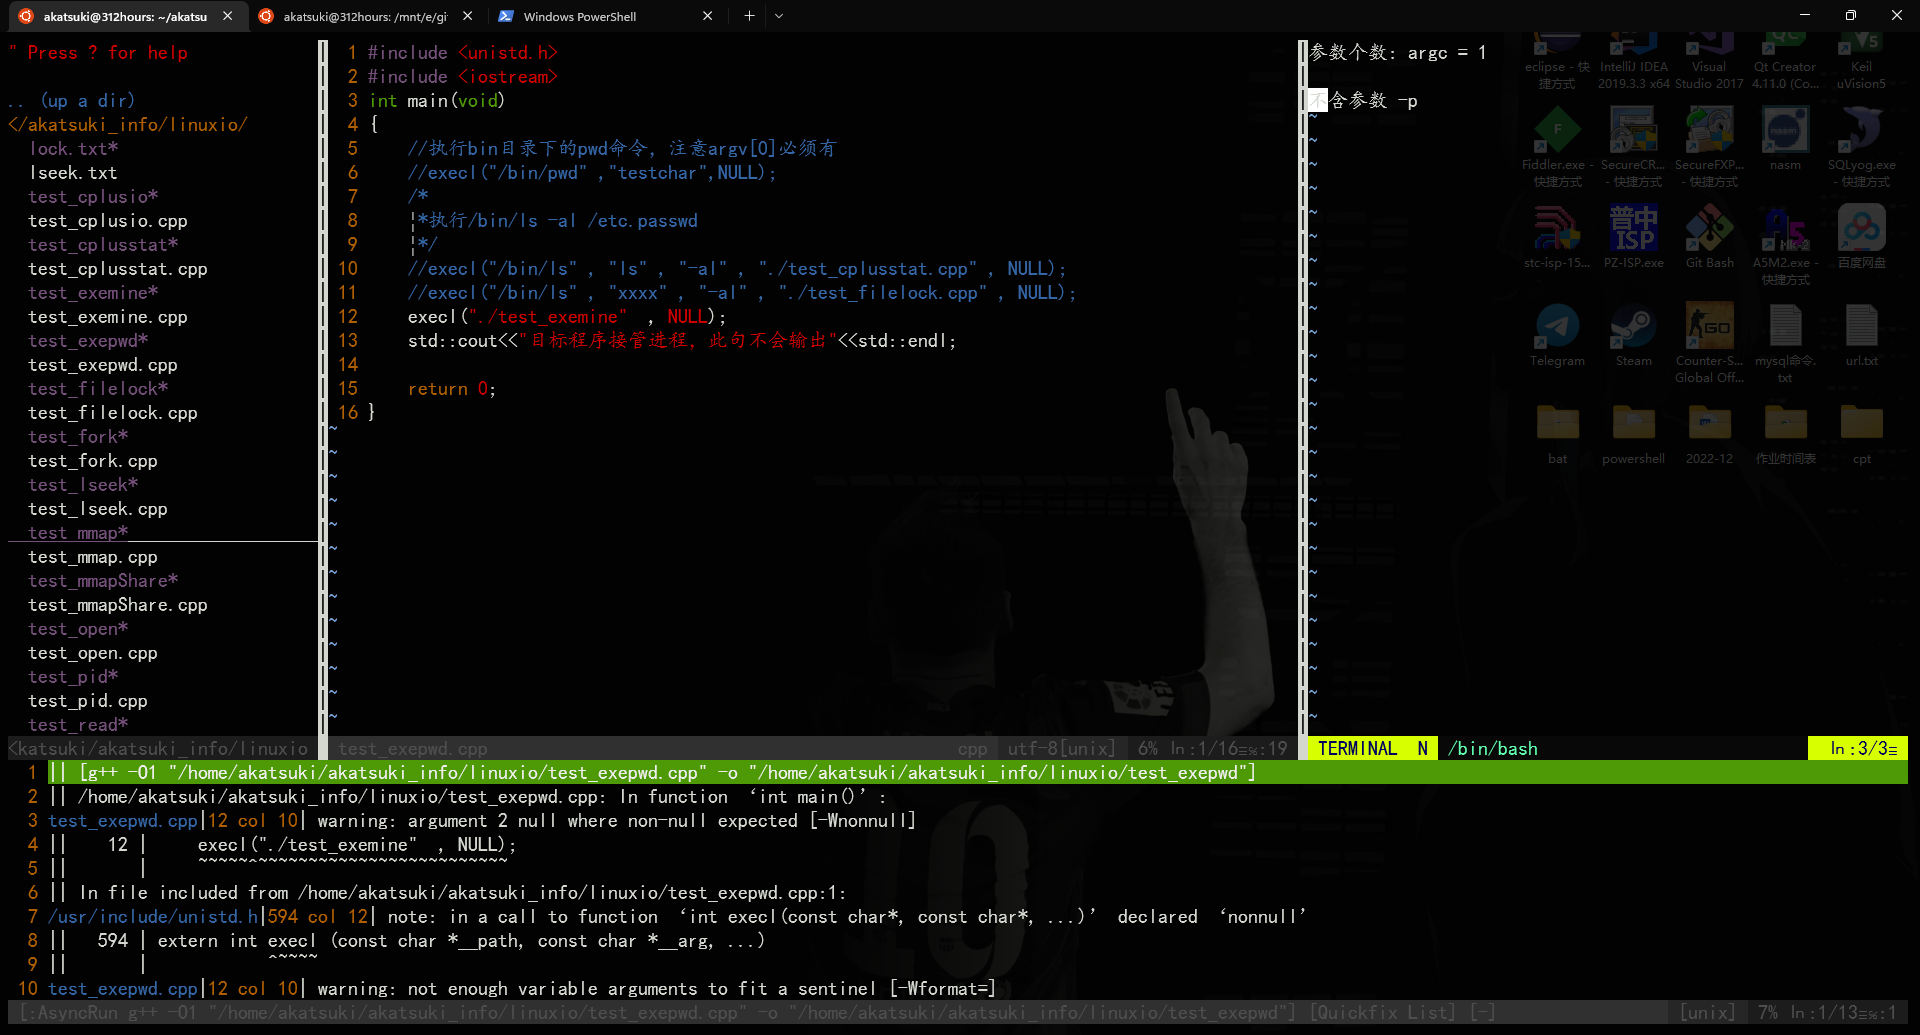 akatsuki@312hours: ~/akatsu
akatsuki@312hours: /mnt/e/gi
Windows PowerShell
" Press ? for help
.. (up a dir)
</akatsuki_info/linuxio/
lock.txt*
lseek.txt
test_cplusio*
test_cplusio.cpp
test_cplusstat*
test_cplusstat.cpp
test_exemine*
test_exemine.cpp
test_exepwd*
test_exepwd.cpp
test_filelock*
test_filelock.cpp
test_fork*
test_fork.cpp
test_lseek*
test_lseek.cpp
test_mmap*
test_mmap.cpp
test_mmapShare*
test_mmapShare.cpp
test_open*
test_open.cpp
test_pid*
test_pid.cpp
test_read*
<katsuki/akatsuki_info/linuxio
1 #include <unistd.h>
2 #include <iostream>
3 int main(void)
4 {
5 //执行bin目录下的pwd命令，注意argv[0]必须有
6 //execl("/bin/pwd" ,"testchar",NULL);
7 /*
8 ¦*执行/bin/ls -al /etc.passwd
9 ¦*/
10 //execl("/bin/ls" , "ls" , "-al" , "./test_cplusstat.cpp" , NULL);
11 //execl("/bin/ls" , "xxxx" , "-al" , "./test_filelock.cpp" , NULL);
12 execl("./test_exemine"  , NULL);
13 std::cout<<"目标程序接管进程，此句不会输出"<<std::endl;
14
15 return 0;
16 }
test_exepwd.cpp cpp utf-8[unix] 6% ln:1/16≡%:19
参数个数: argc = 1
不含参数 -p
TERMINAL N /bin/bash ln:3/3≡
eclipse - 快捷方式
IntelliJ IDEA 2019.3.3 x64
Visual Studio 2017
Qt Creator 4.11.0 (Co...
Keil uVision5
Fiddler.exe - 快捷方式
SecureCR... - 快捷方式
SecureFXP... - 快捷方式
nasm
SQLyog.exe - 快捷方式
普中
ISP
stc-isp-15...
PZ-ISP.exe
Git Bash
A5M2.exe - 快捷方式
百度网盘
Telegram
Steam
GO
Counter-S... Global Off...
mysql命令.txt
url.txt
bat
powershell
2022-12
作业时间表
cpt
1 || [g++ -O1 "/home/akatsuki/akatsuki_info/linuxio/test_exepwd.cpp" -o "/home/akatsuki/akatsuki_info/linuxio/test_exepwd"]
2 || /home/akatsuki/akatsuki_info/linuxio/test_exepwd.cpp: In function ‘int main()’:
3 test_exepwd.cpp|12 col 10| warning: argument 2 null where non-null expected [-Wnonnull]
4 ||    12 |     execl("./test_exemine"  , NULL);
5 ||       |     ~~~~~^~~~~~~~~~~~~~~~~~~~~~~~~~
6 || In file included from /home/akatsuki/akatsuki_info/linuxio/test_exepwd.cpp:1:
7 /usr/include/unistd.h|594 col 12| note: in a call to function ‘int execl(const char*, const char*, ...)’ declared ‘nonnull’
8 ||   594 | extern int execl (const char *__path, const char *__arg, ...)
9 ||       |            ^~~~~
10 test_exepwd.cpp|12 col 10| warning: not enough variable arguments to fit a sentinel [-Wformat=]
[:AsyncRun g++ -O1 "/home/akatsuki/akatsuki_info/linuxio/test_exepwd.cpp" -o "/home/akatsuki/akatsuki_info/linuxio/test_exepwd"] [Quickfix List] [-] [unix] 7% ln:1/13≡%:1